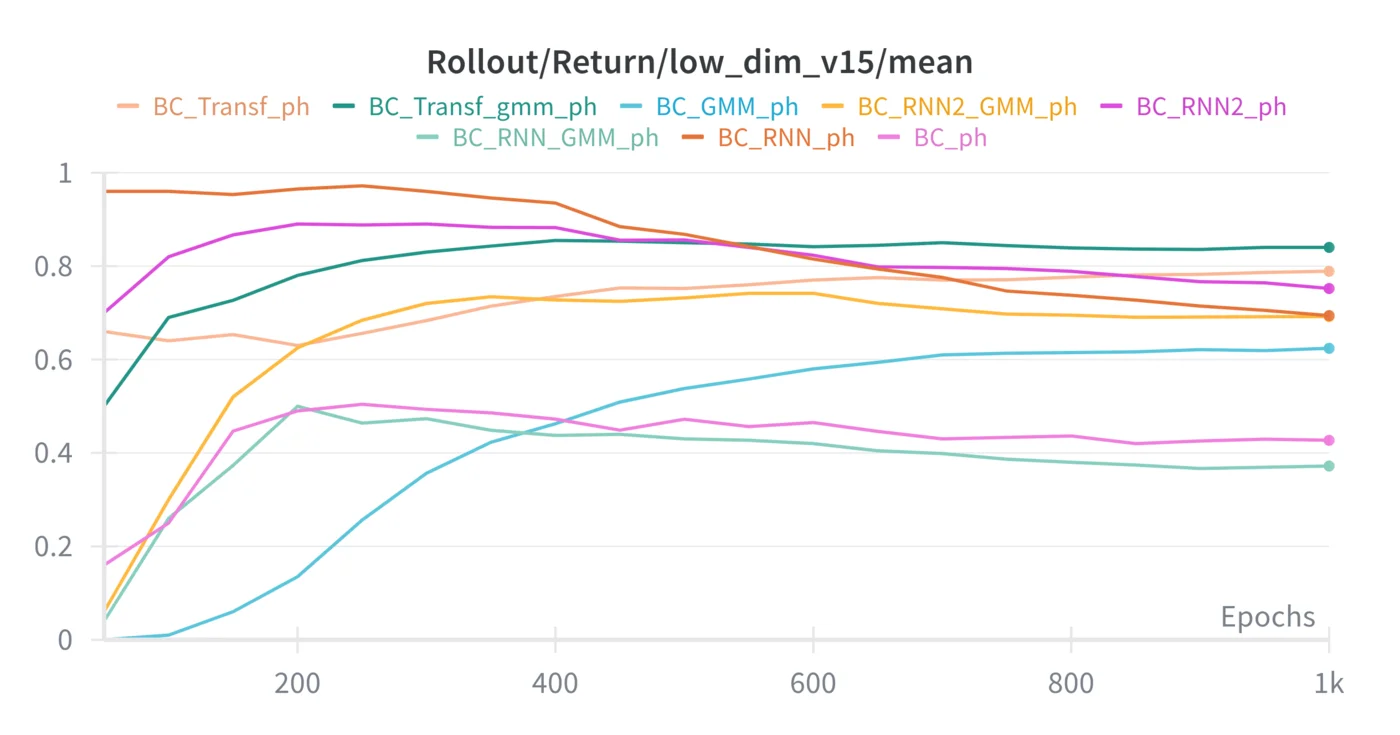 Rollout/Return/low_dim_v15/mean
BC_Transf_ph BC_Transf_gmm_ph BC_GMM_ph BC_RNN2_GMM_ph BC_RNN2_ph
BC_RNN_GMM_ph BC_RNN_ph BC_ph
1
0.8
0.6
0.4
0.2
0
Epochs
200 400 600 800 1k